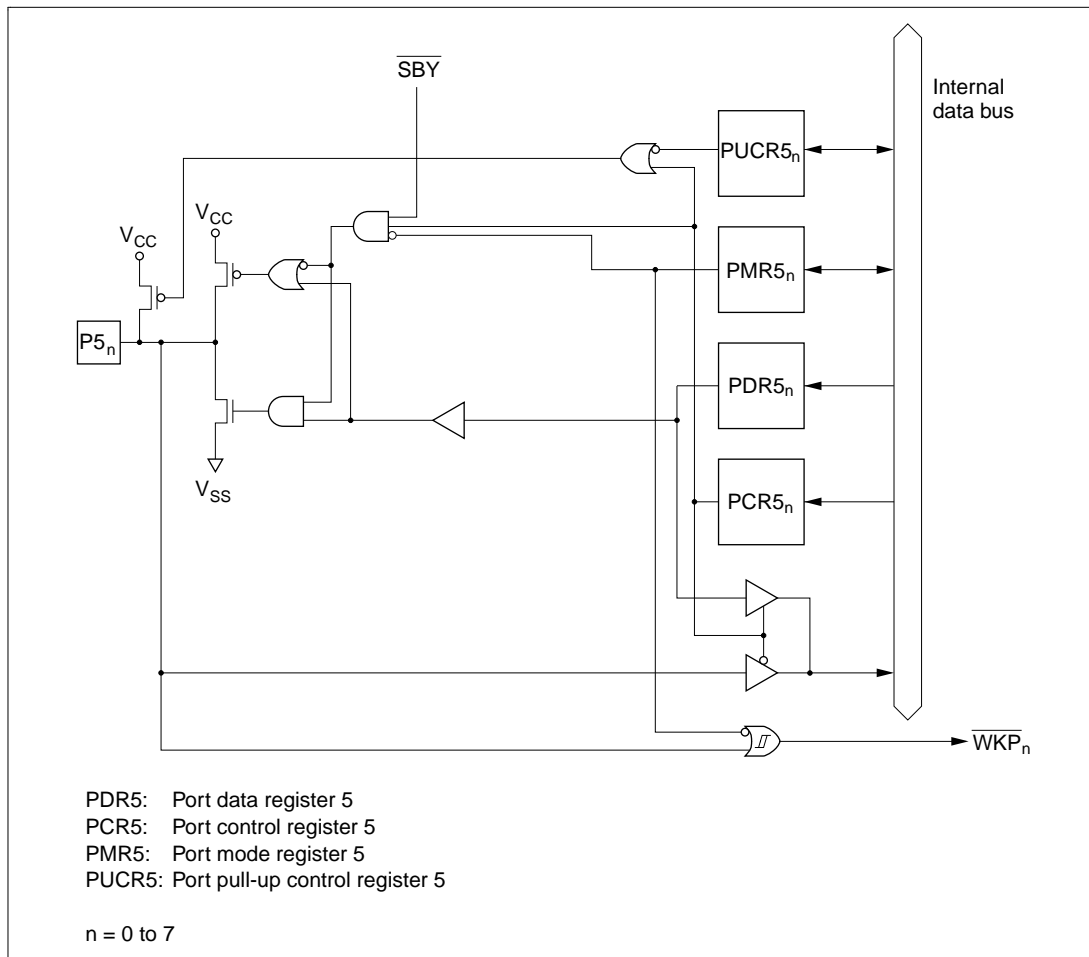 SBY
Internal
data bus
PUCR5n
VCC
VCC
PMR5n
P5n
PDR5n
VSS
PCR5n
WKPn
PDR5: Port data register 5
PCR5: Port control register 5
PMR5: Port mode register 5
PUCR5: Port pull-up control register 5
n = 0 to 7